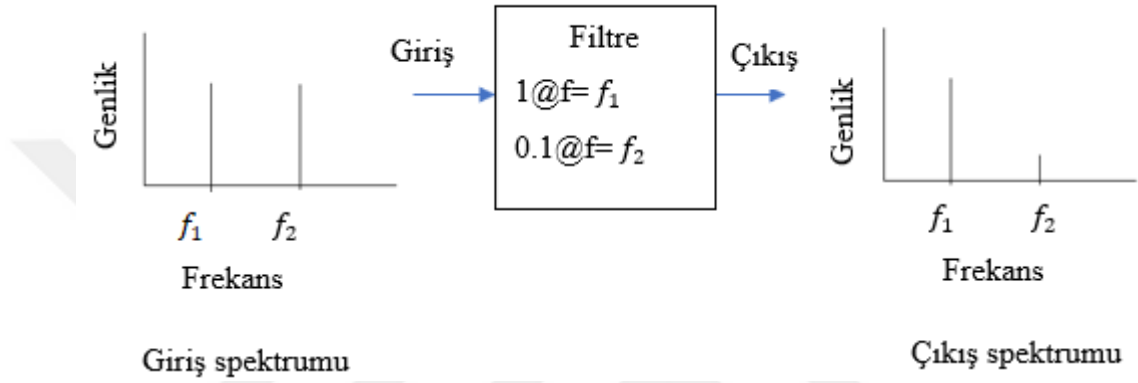 Genlik
f₁ f₂
Frekans
Giriş spektrumu
Giriş
Filtre
1@f= f₁
0.1@f= f₂
Çıkış
Genlik
f₁ f₂
Frekans
Çıkış spektrumu